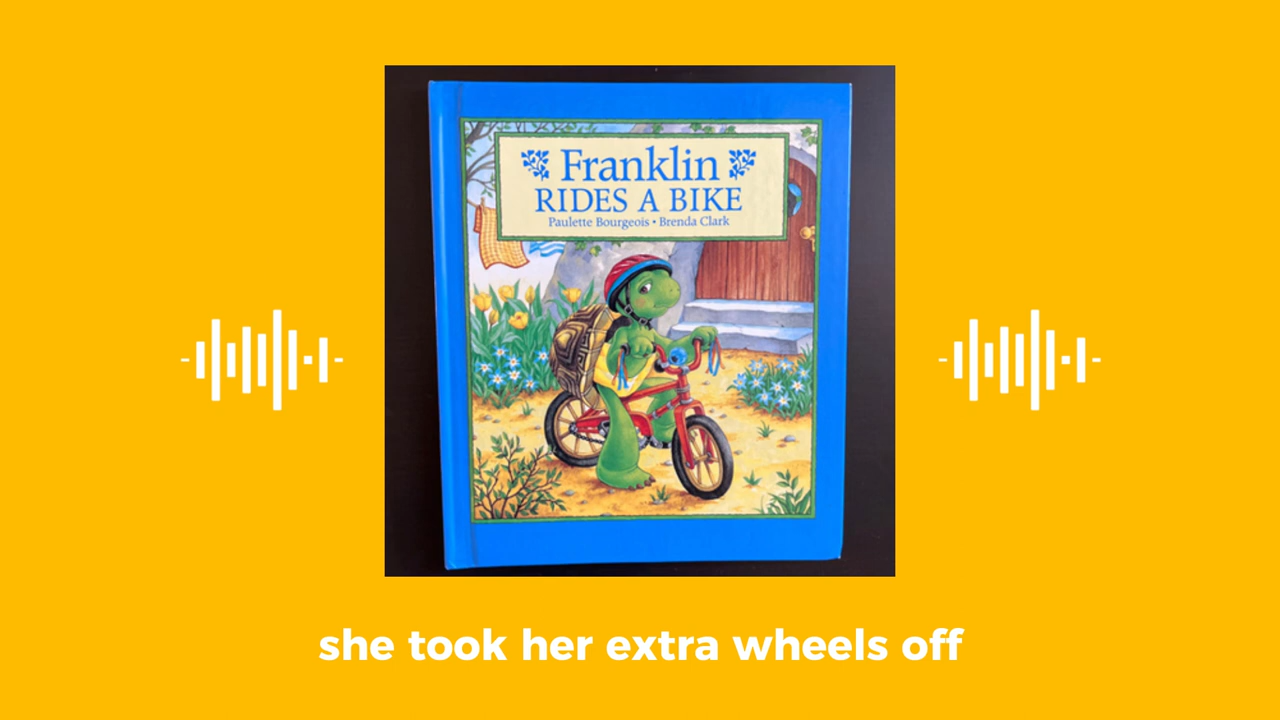 Franklin
RIDES A BIKE
Paulette Bourgeois • Brenda Clark
she took her extra wheels off